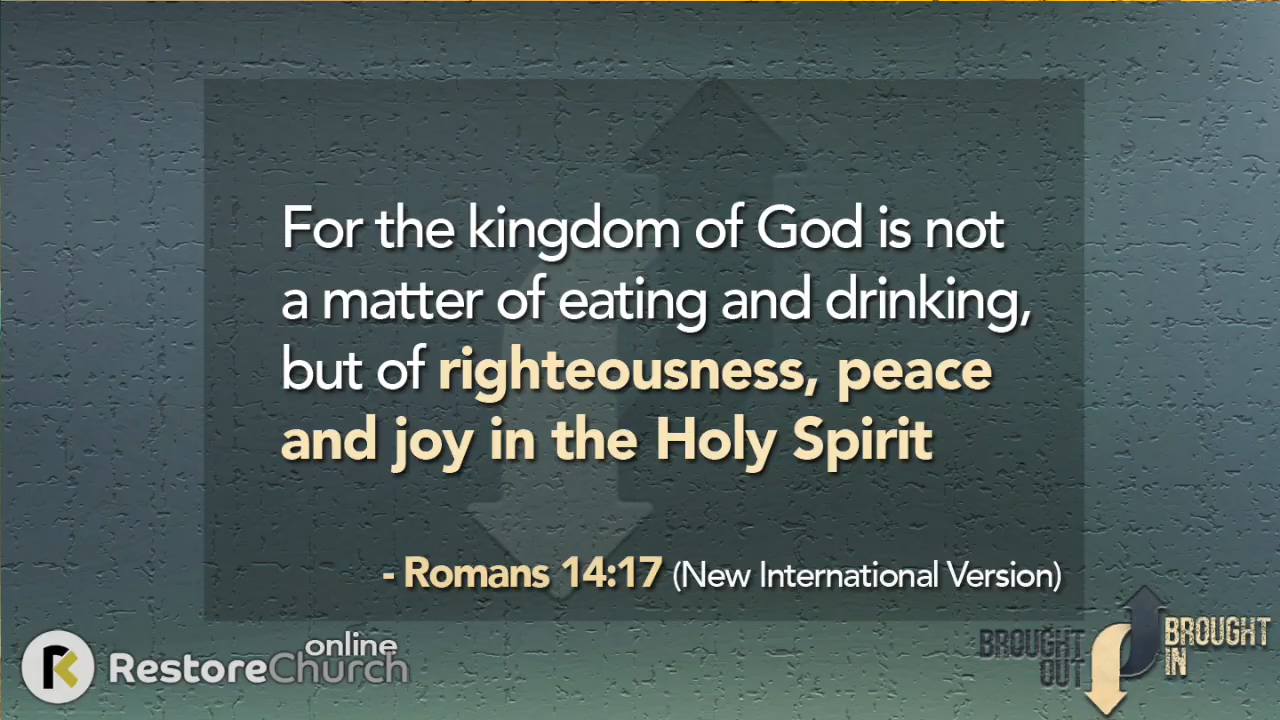 For the kingdom of God is not
a matter of eating and drinking,
but of righteousness, peace
and joy in the Holy Spirit
- Romans 14:17 (New International Version)
online
RestoreChurch
BROUGHT
OUT
BROUGHT
IN